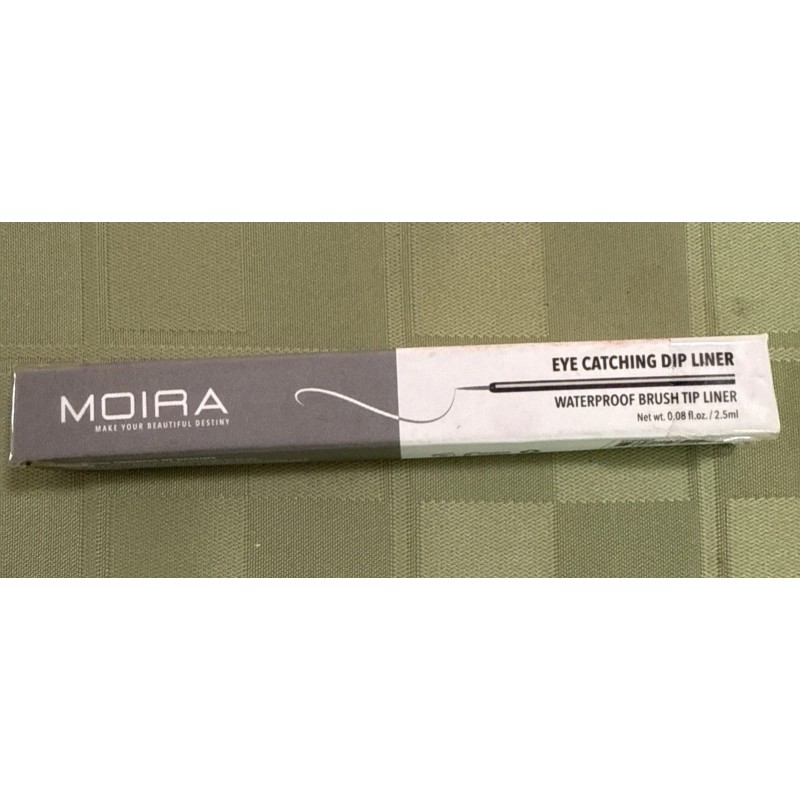 MOIRA
MAKE YOUR BEAUTIFUL DESTINY
EYE CATCHING DIP LINER
WATERPROOF BRUSH TIP LINER
Net wt. 0.08 fl.oz. / 2.5ml